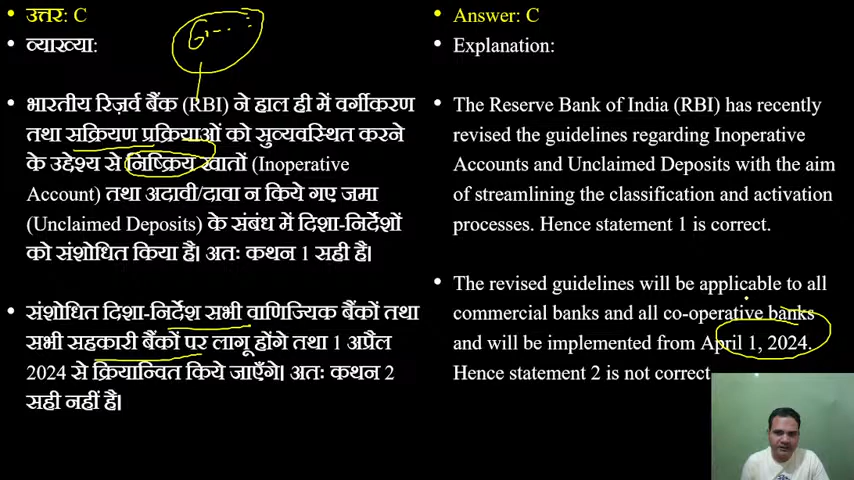 • उत्तर: C
• व्याख्या:
• भारतीय रिज़र्व बैंक (RBI) ने हाल ही में वर्गीकरण
तथा सक्रियण प्रक्रियाओं को सुव्यवस्थित करने
के उद्देश्य से निष्क्रिय खातों (Inoperative
Account) तथा अदावी/दावा न किये गए जमा
(Unclaimed Deposits) के संबंध में दिशा-निर्देशों
को संशोधित किया है। अतः कथन 1 सही है।
• संशोधित दिशा-निर्देश सभी वाणिज्यिक बैंकों तथा
सभी सहकारी बैंकों पर लागू होंगे तथा 1 अप्रैल
2024 से क्रियान्वित किये जाएँगे। अतः कथन 2
सही नहीं है।
• Answer: C
• Explanation:
• The Reserve Bank of India (RBI) has recently
revised the guidelines regarding Inoperative
Accounts and Unclaimed Deposits with the aim
of streamlining the classification and activation
processes. Hence statement 1 is correct.
• The revised guidelines will be applicable to all
commercial banks and all co-operative banks
and will be implemented from April 1, 2024.
Hence statement 2 is not correct.